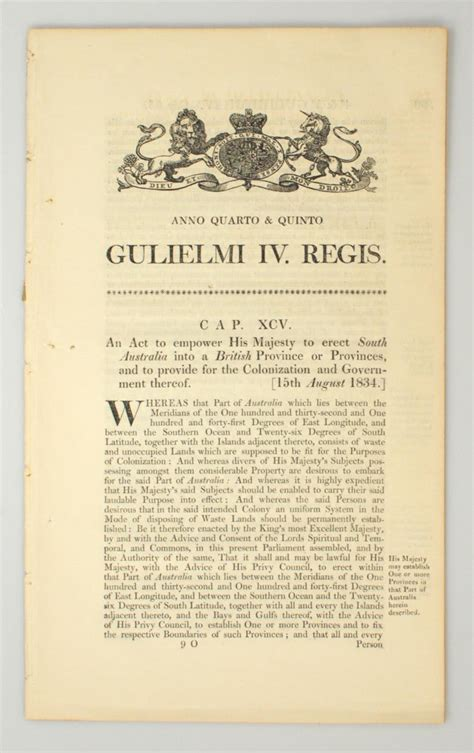 DIEU ET MON DROIT
ANNO QUARTO & QUINTO
GULIELMI IV. REGIS.
CAP. XCV.
An Act to empower His Majesty to erect South
Australia into a British Province or Provinces,
and to provide for the Colonization and Govern-
ment thereof. [15th August 1834.]
WHEREAS that Part of Australia which lies between the
Meridians of the One hundred and thirty-second and One
hundred and forty-first Degrees of East Longitude, and
between the Southern Ocean and Twenty-six Degrees of South
Latitude, together with the Islands adjacent thereto, consists of waste
and unoccupied Lands which are supposed to be fit for the Purposes
of Colonization: And whereas divers of His Majesty's Subjects pos-
sessing amongst them considerable Property are desirous to embark
for the said Part of Australia: And whereas it is highly expedient
that His Majesty's said Subjects should be enabled to carry their said
laudable Purpose into effect: And whereas the said Persons are
desirous that in the said intended Colony an uniform System in the
Mode of disposing of Waste Lands should be permanently estab-
lished: Be it therefore enacted by the King's most Excellent Majesty,
by and with the Advice and Consent of the Lords Spiritual and Tem-
poral, and Commons, in this present Parliament assembled, and by
the Authority of the same, That it shall and may be lawful for His
Majesty, with the Advice of His Privy Council, to erect within
that Part of Australia which lies between the Meridians of the One
hundred and thirty-second and One hundred and forty-first Degrees
of East Longitude, and between the Southern Ocean and the Twenty-
six Degrees of South Latitude, together with all and every the Islands
adjacent thereto, and the Bays and Gulfs thereof, with the Advice
of His Privy Council, to establish One or more Provinces and to fix
the respective Boundaries of such Provinces; and that all and every
9 O Person
His Majesty
may establish
One or more
Provinces in
that Part of
Australia
herein
described.